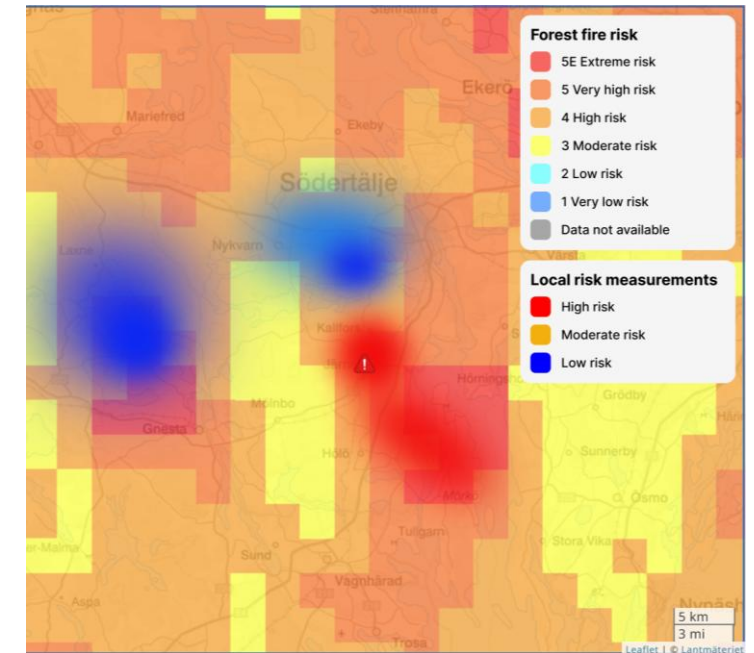 Mariefred
Ekerö
Ekeby
Södertälje
Nykvarn
Laxne
Kallfors
Mölnbo
Gnesta
Hölö
Mörkö
Tullgarn
Sund
Vagnhärad
Trosa
Aspa
er-Malma
Grödby
Sunnerby
Ösmo
Stora Vika
Forest fire risk
5E Extreme risk
5 Very high risk
4 High risk
3 Moderate risk
2 Low risk
1 Very low risk
Data not available
Local risk measurements
High risk
Moderate risk
Low risk
5 km
3 mi
Leaflet | © Lantmäteriet